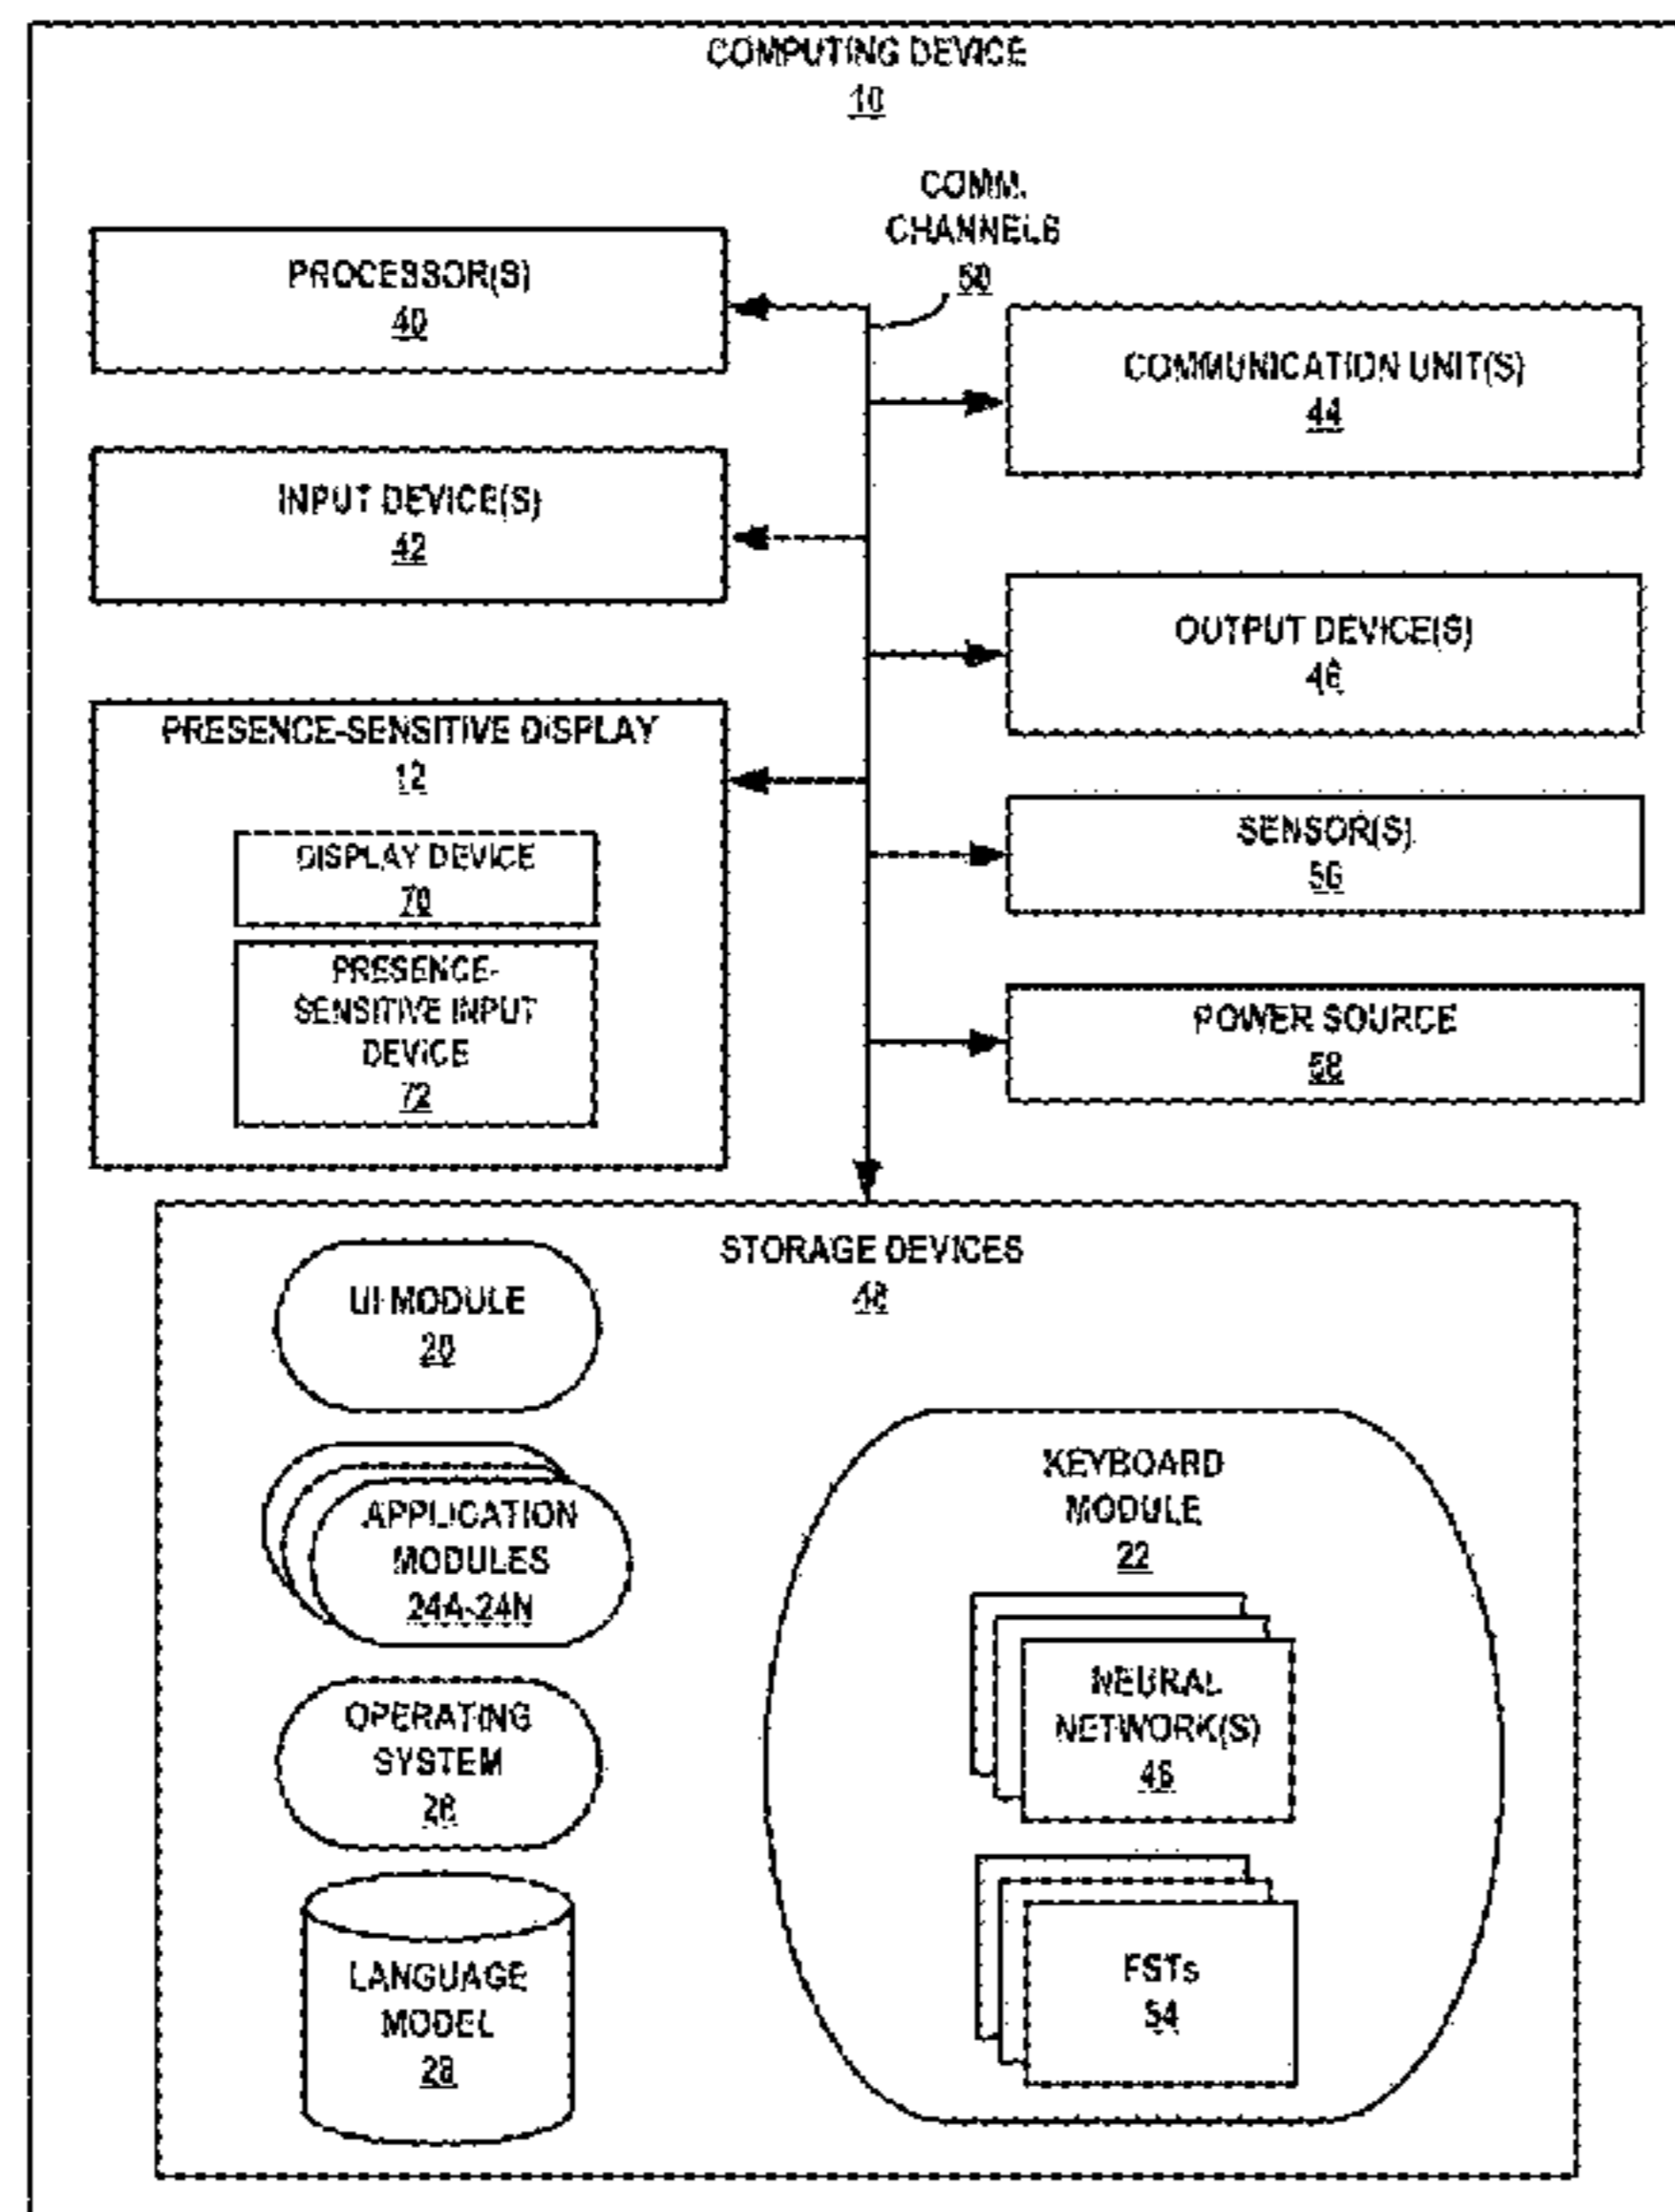 COMPUTING DEVICE
10
COMM.
CHANNELS
50
PROCESSOR(S)
40
COMMUNICATION UNIT(S)
44
INPUT DEVICE(S)
42
OUTPUT DEVICE(S)
46
PRESENCE-SENSITIVE DISPLAY
12
DISPLAY DEVICE
70
PRESENCE-
SENSITIVE INPUT
DEVICE
72
SENSOR(S)
56
POWER SOURCE
58
STORAGE DEVICES
48
UI MODULE
20
APPLICATION
MODULES
24A-24N
OPERATING
SYSTEM
26
LANGUAGE
MODEL
28
KEYBOARD
MODULE
22
NEURAL
NETWORK(S)
46
FSTs
54